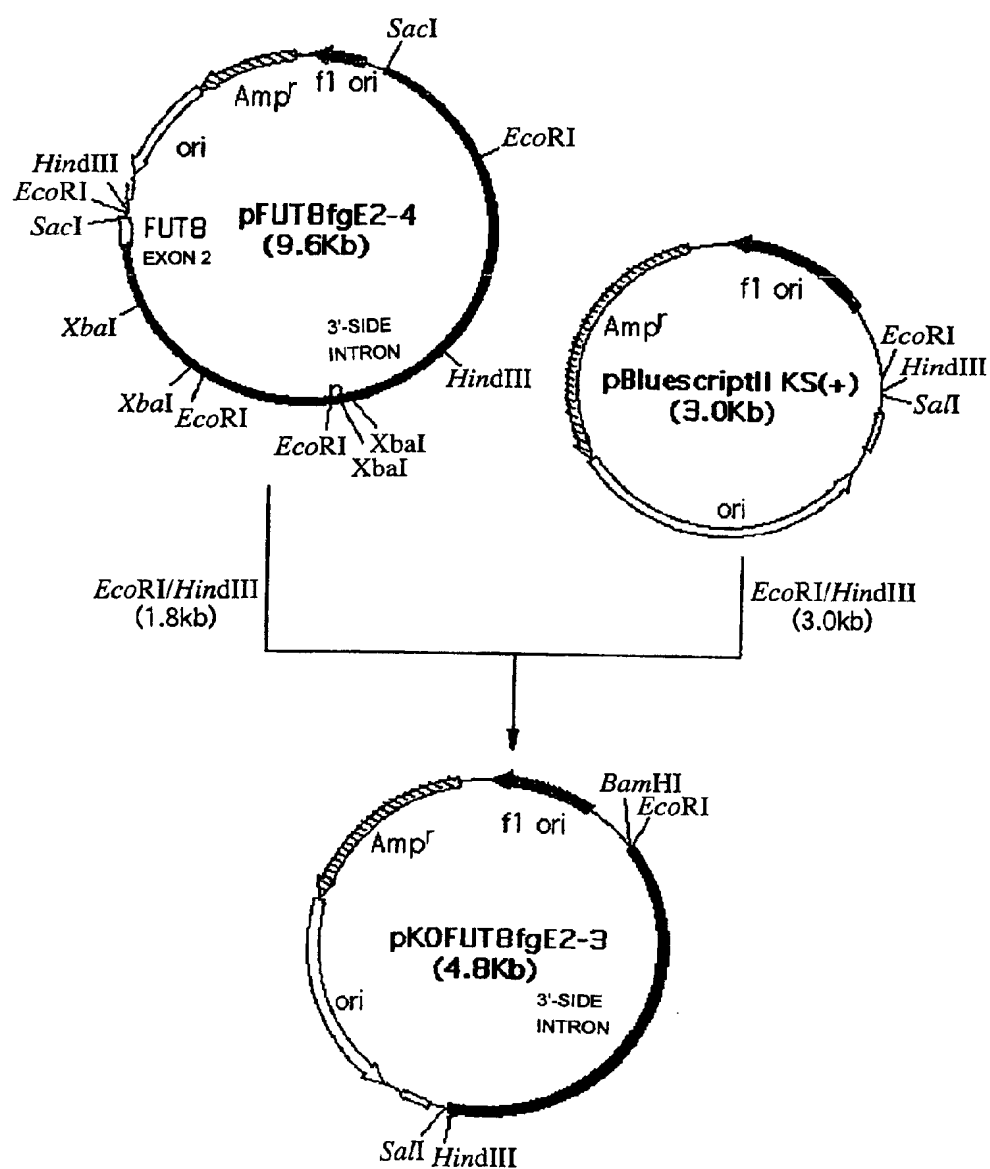 SacI
f1 ori
Ampr
EcoRI
ori
HindIII
EcoRI
SacI
FUT8
EXON 2
pFUT8fgE2-4
(9.6Kb)
XbaI
3'-SIDE
INTRON
HindIII
XbaI
EcoRI
EcoRI
XbaI
XbaI
f1 ori
Ampr
EcoRI
HindIII
SalI
pBluescriptII KS(+)
(3.0Kb)
ori
EcoRI/HindIII
(1.8kb)
EcoRI/HindIII
(3.0kb)
BamHI
EcoRI
f1 ori
Ampr
pKOFUT8fgE2-3
(4.8Kb)
ori
3'-SIDE
INTRON
SalI
HindIII